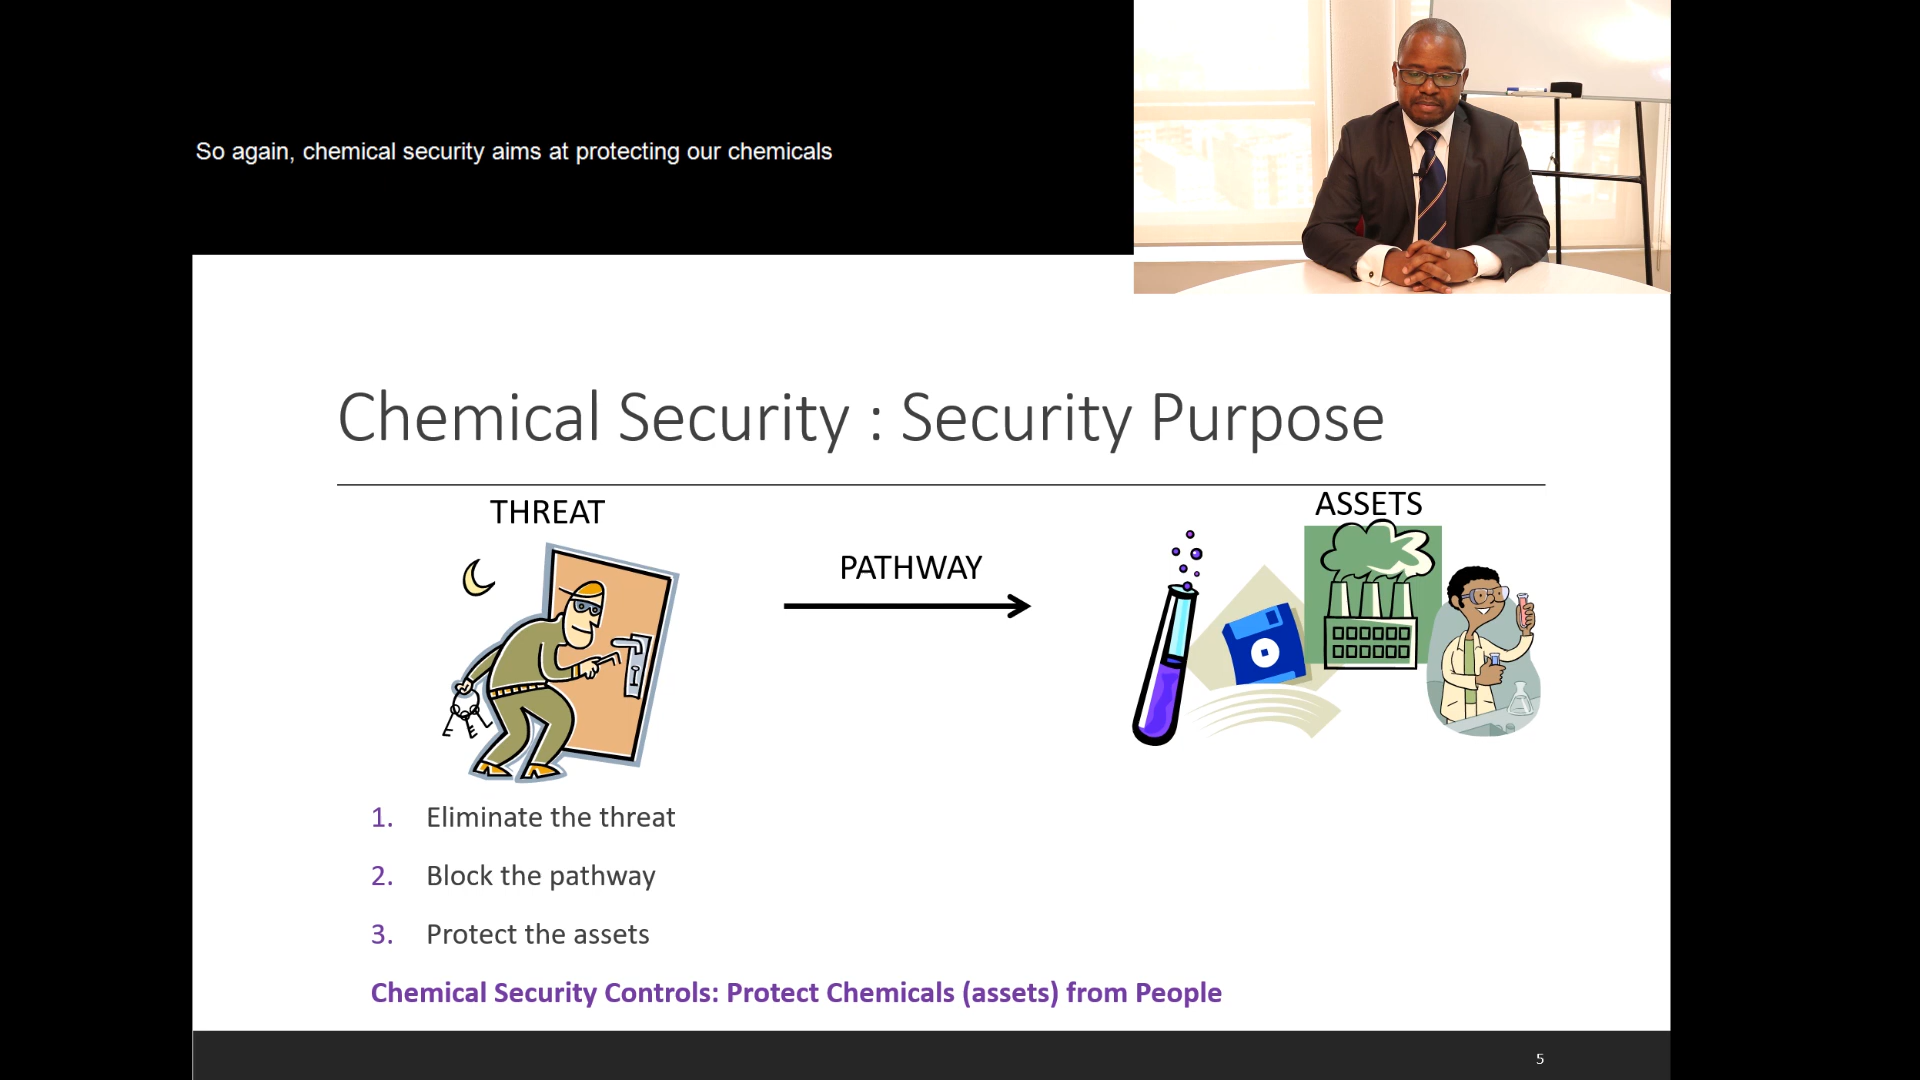 So again, chemical security aims at protecting our chemicals
Chemical Security : Security Purpose
THREAT
PATHWAY
ASSETS
1. Eliminate the threat
2. Block the pathway
3. Protect the assets
Chemical Security Controls: Protect Chemicals (assets) from People
5